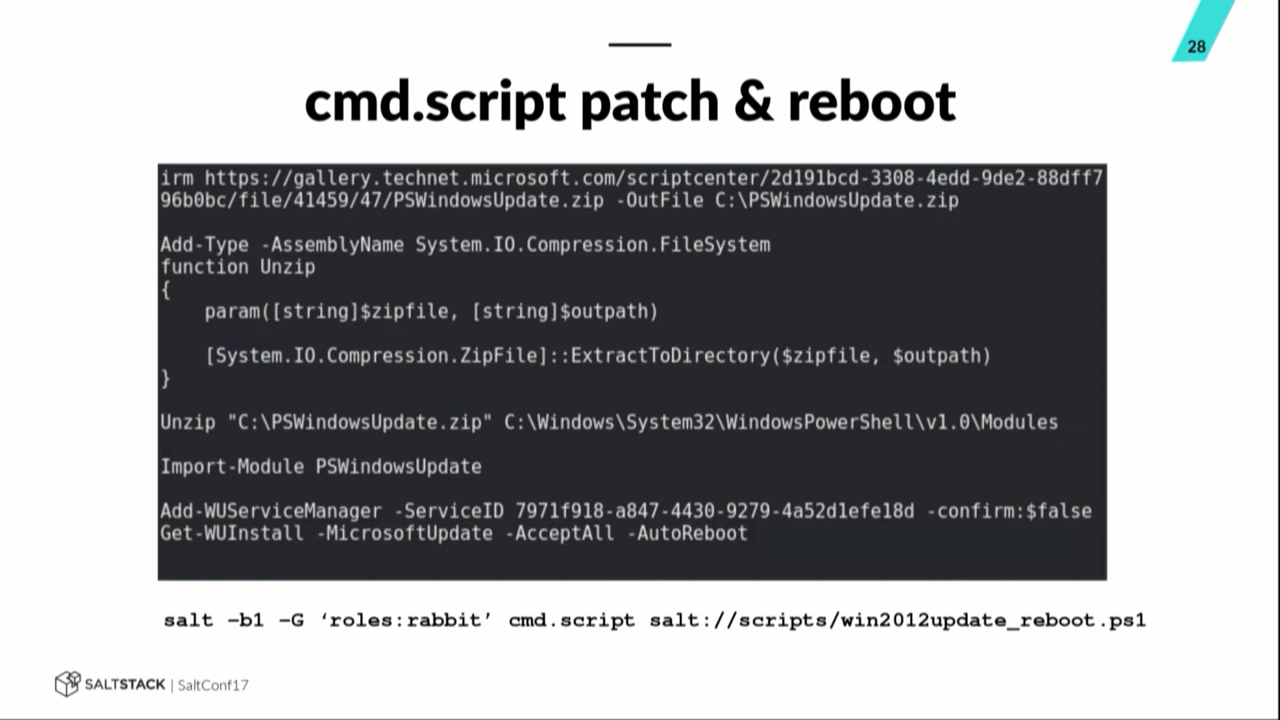 28
cmd.script patch & reboot
irm https://gallery.technet.microsoft.com/scriptcenter/2d191bcd-3308-4edd-9de2-88dff7
96b0bc/file/41459/47/PSWindowsUpdate.zip -OutFile C:\PSWindowsUpdate.zip
Add-Type -AssemblyName System.IO.Compression.FileSystem
function Unzip
{
param([string]$zipfile, [string]$outpath)
[System.IO.Compression.ZipFile]::ExtractToDirectory($zipfile, $outpath)
}
Unzip "C:\PSWindowsUpdate.zip" C:\Windows\System32\WindowsPowerShell\v1.0\Modules
Import-Module PSWindowsUpdate
Add-WUServiceManager -ServiceID 7971f918-a847-4430-9279-4a52d1efe18d -confirm:$false
Get-WUInstall -MicrosoftUpdate -AcceptAll -AutoReboot
salt –b1 –G ‘roles:rabbit’ cmd.script salt://scripts/win2012update_reboot.ps1
SALTSTACK | SaltConf17